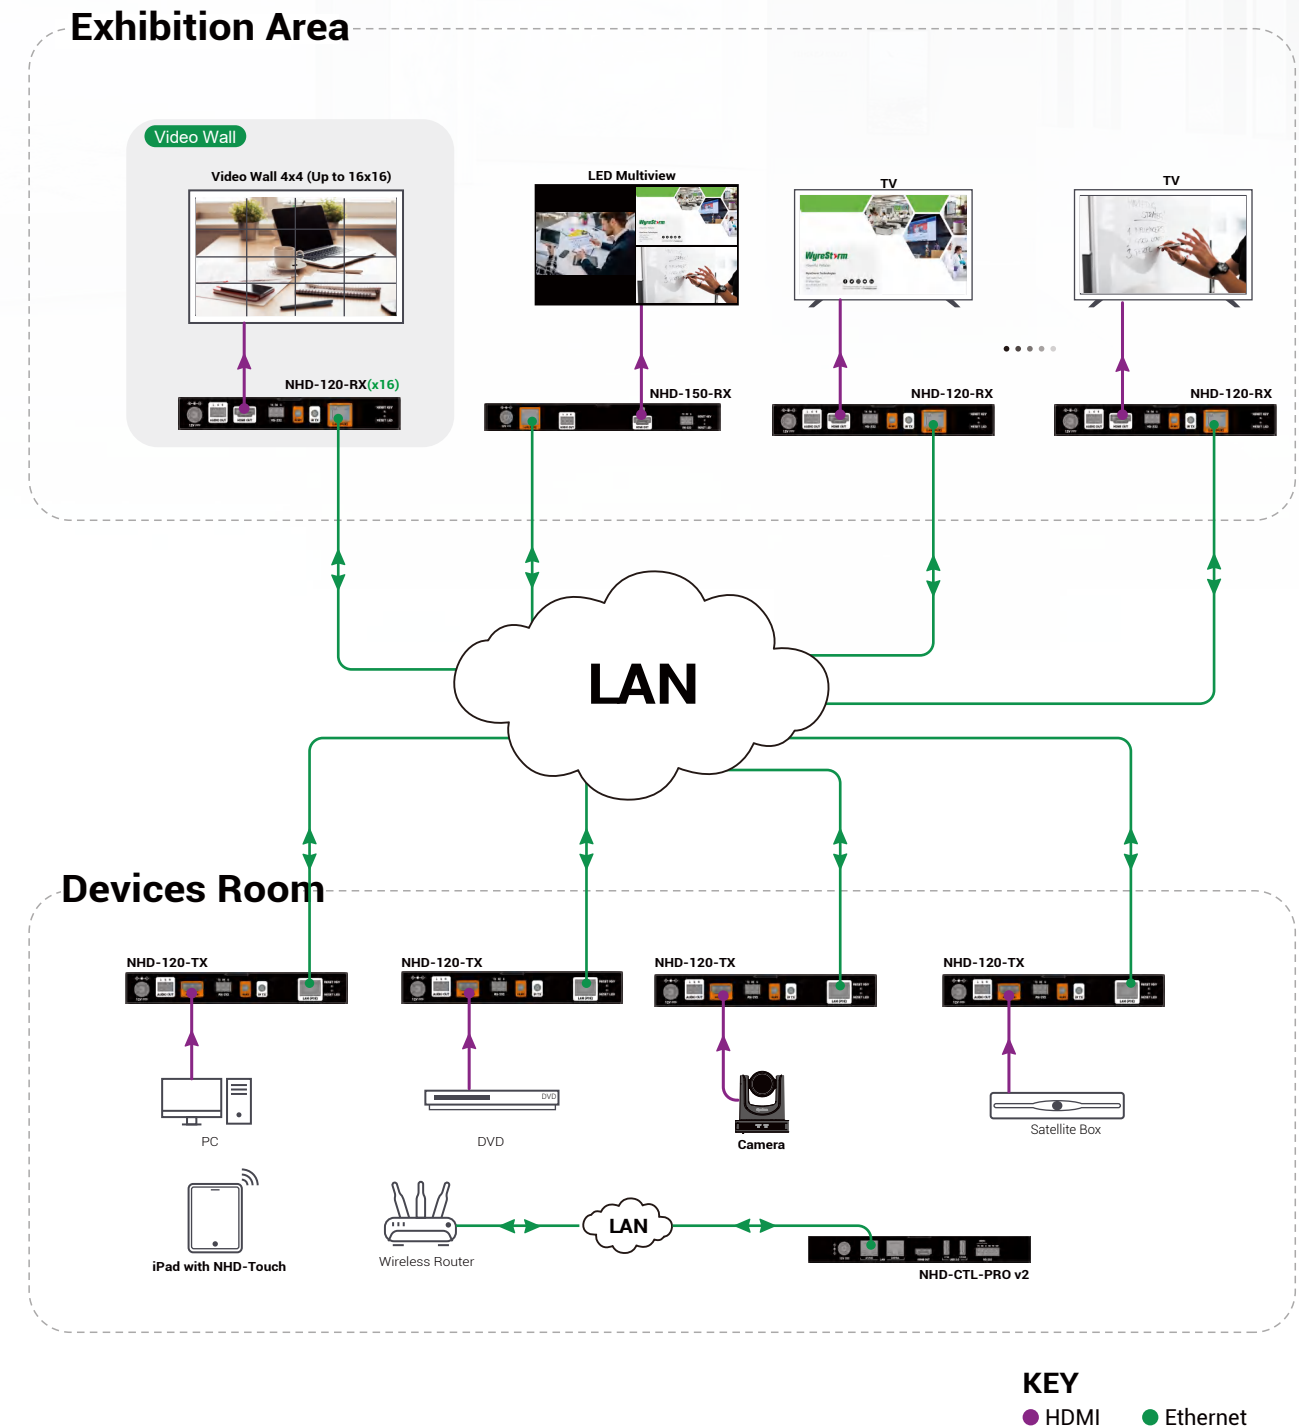 Exhibition Area
Video Wall
Video Wall 4x4 (Up to 16x16)
LED Multiview
TV
TV
WyreStorm
WyreStorm
NHD-120-RX(x16)
NHD-150-RX
NHD-120-RX
NHD-120-RX
LAN
Devices Room
NHD-120-TX
NHD-120-TX
NHD-120-TX
NHD-120-TX
DVD
PC
DVD
Camera
Satellite Box
LAN
Wireless Router
iPad with NHD-Touch
NHD-CTL-PRO v2
KEY
HDMI
Ethernet